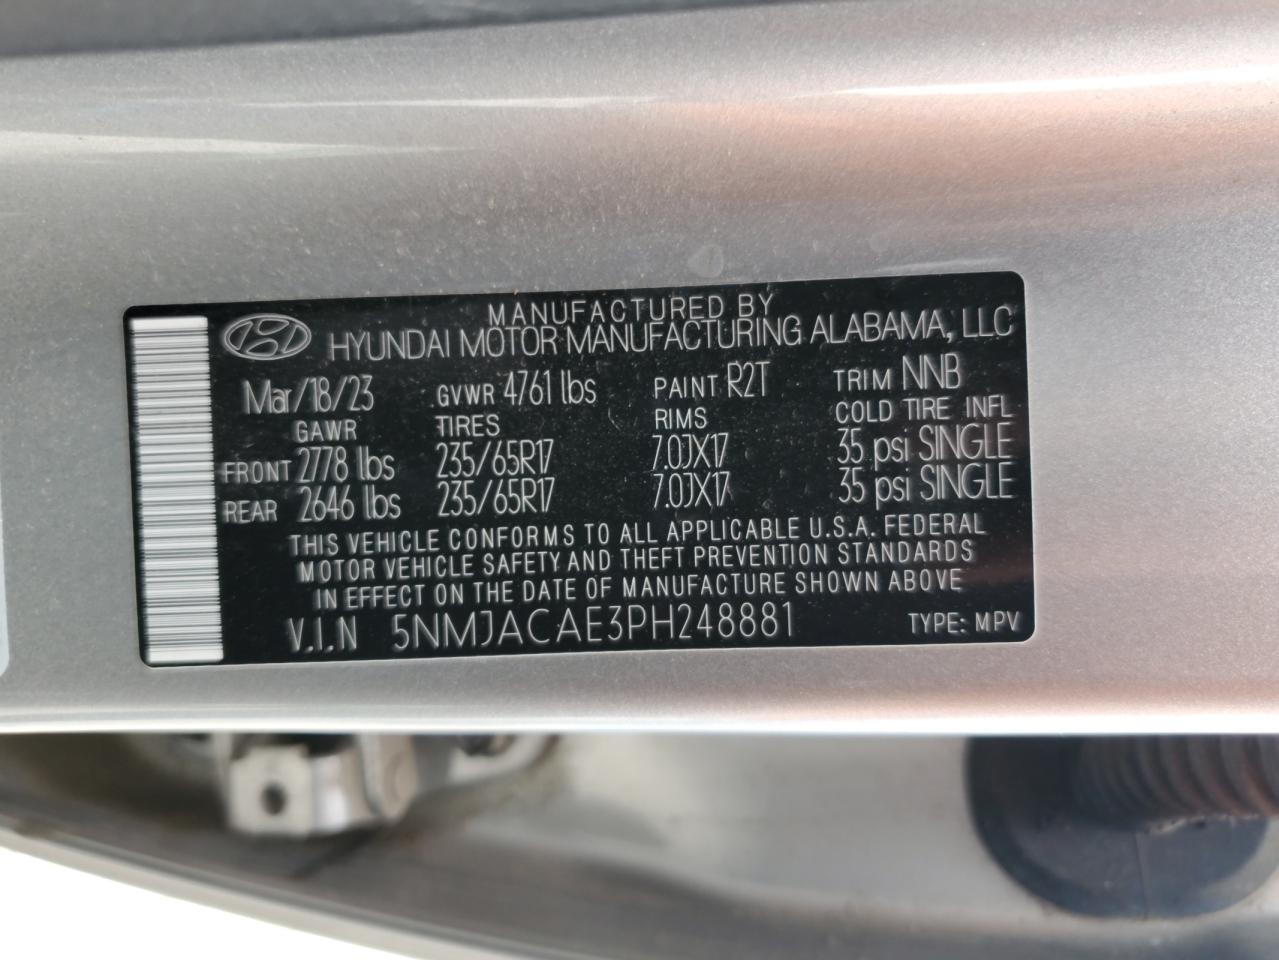 MANUFACTURED BY
HYUNDAI MOTOR MANUFACTURING ALABAMA, LLC
Mar/18/23 GVWR 4761 lbs PAINT R2T TRIM NNB
GAWR TIRES RIMS COLD TIRE INFL
FRONT 2778 lbs 235/65R17 7.0JX17 35 psi SINGLE
REAR 2646 lbs 235/65R17 7.0JX17 35 psi SINGLE
THIS VEHICLE CONFORMS TO ALL APPLICABLE U.S.A. FEDERAL
MOTOR VEHICLE SAFETY AND THEFT PREVENTION STANDARDS
IN EFFECT ON THE DATE OF MANUFACTURE SHOWN ABOVE
V.I.N 5NMJACAE3PH248881 TYPE: MPV